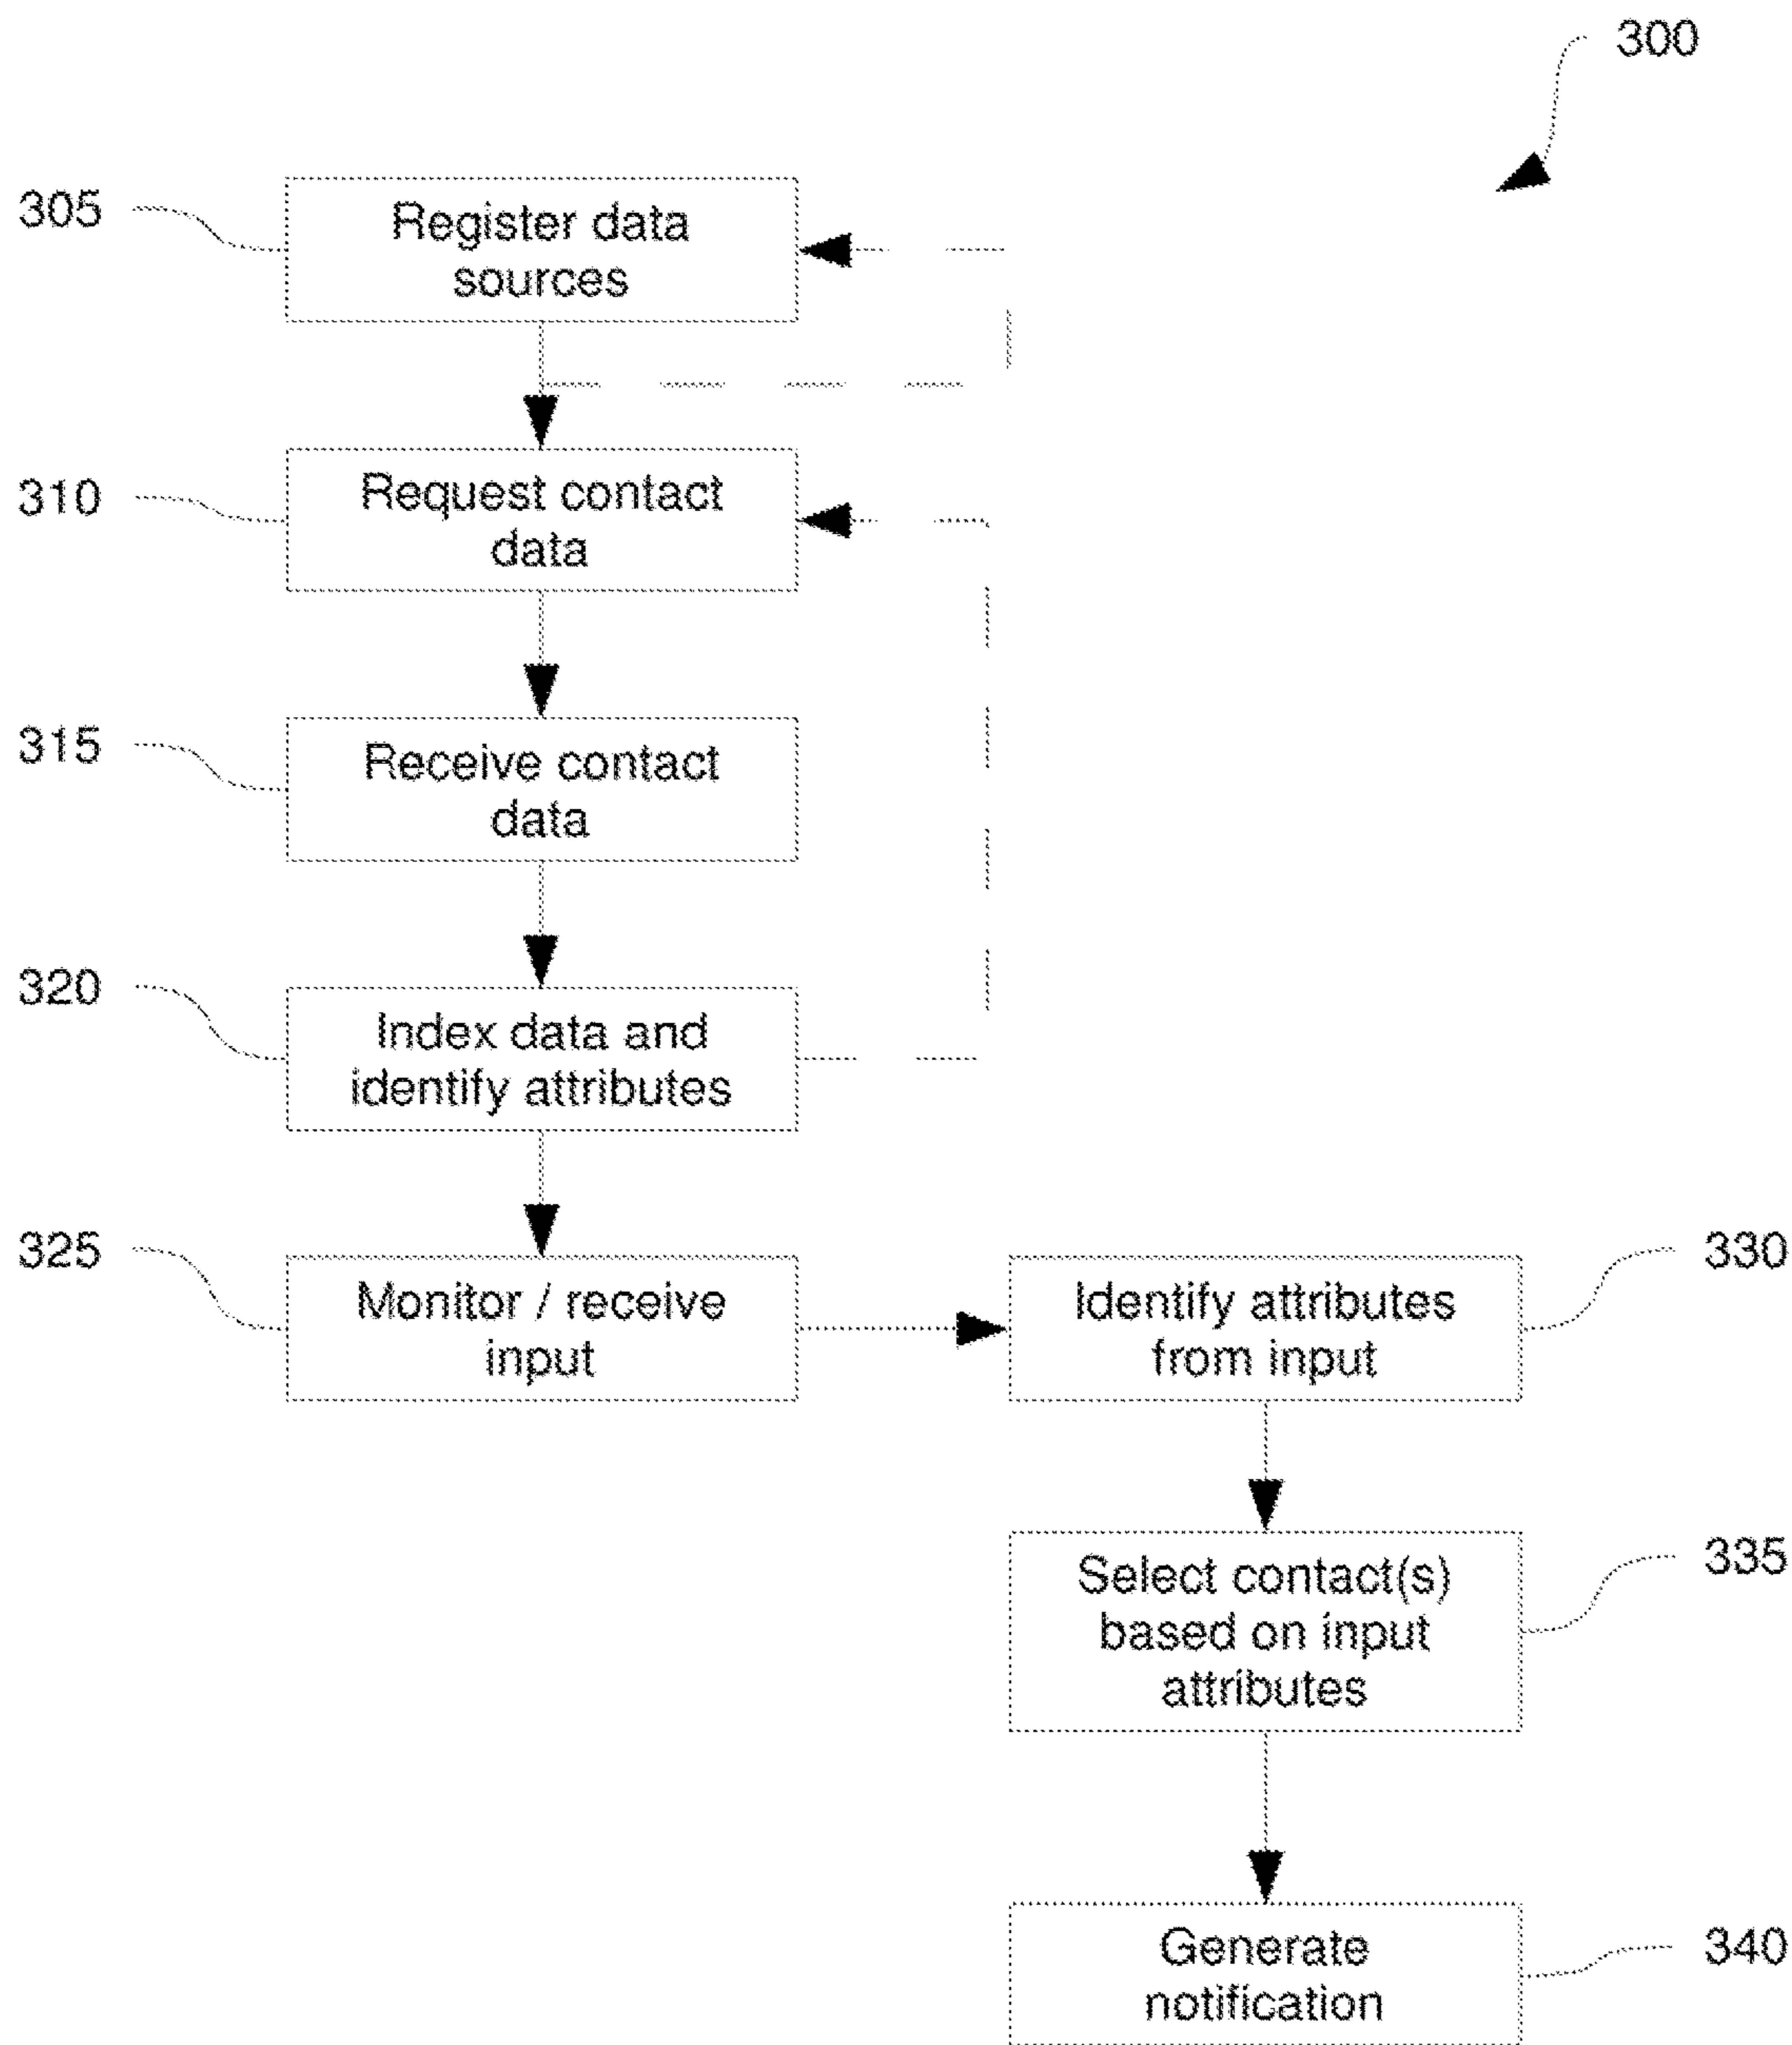 300
305
Register data
sources
310
Request contact
data
315
Receive contact
data
320
Index data and
identify attributes
325
Monitor / receive
input
330
Identify attributes
from input
335
Select contact(s)
based on input
attributes
340
Generate
notification